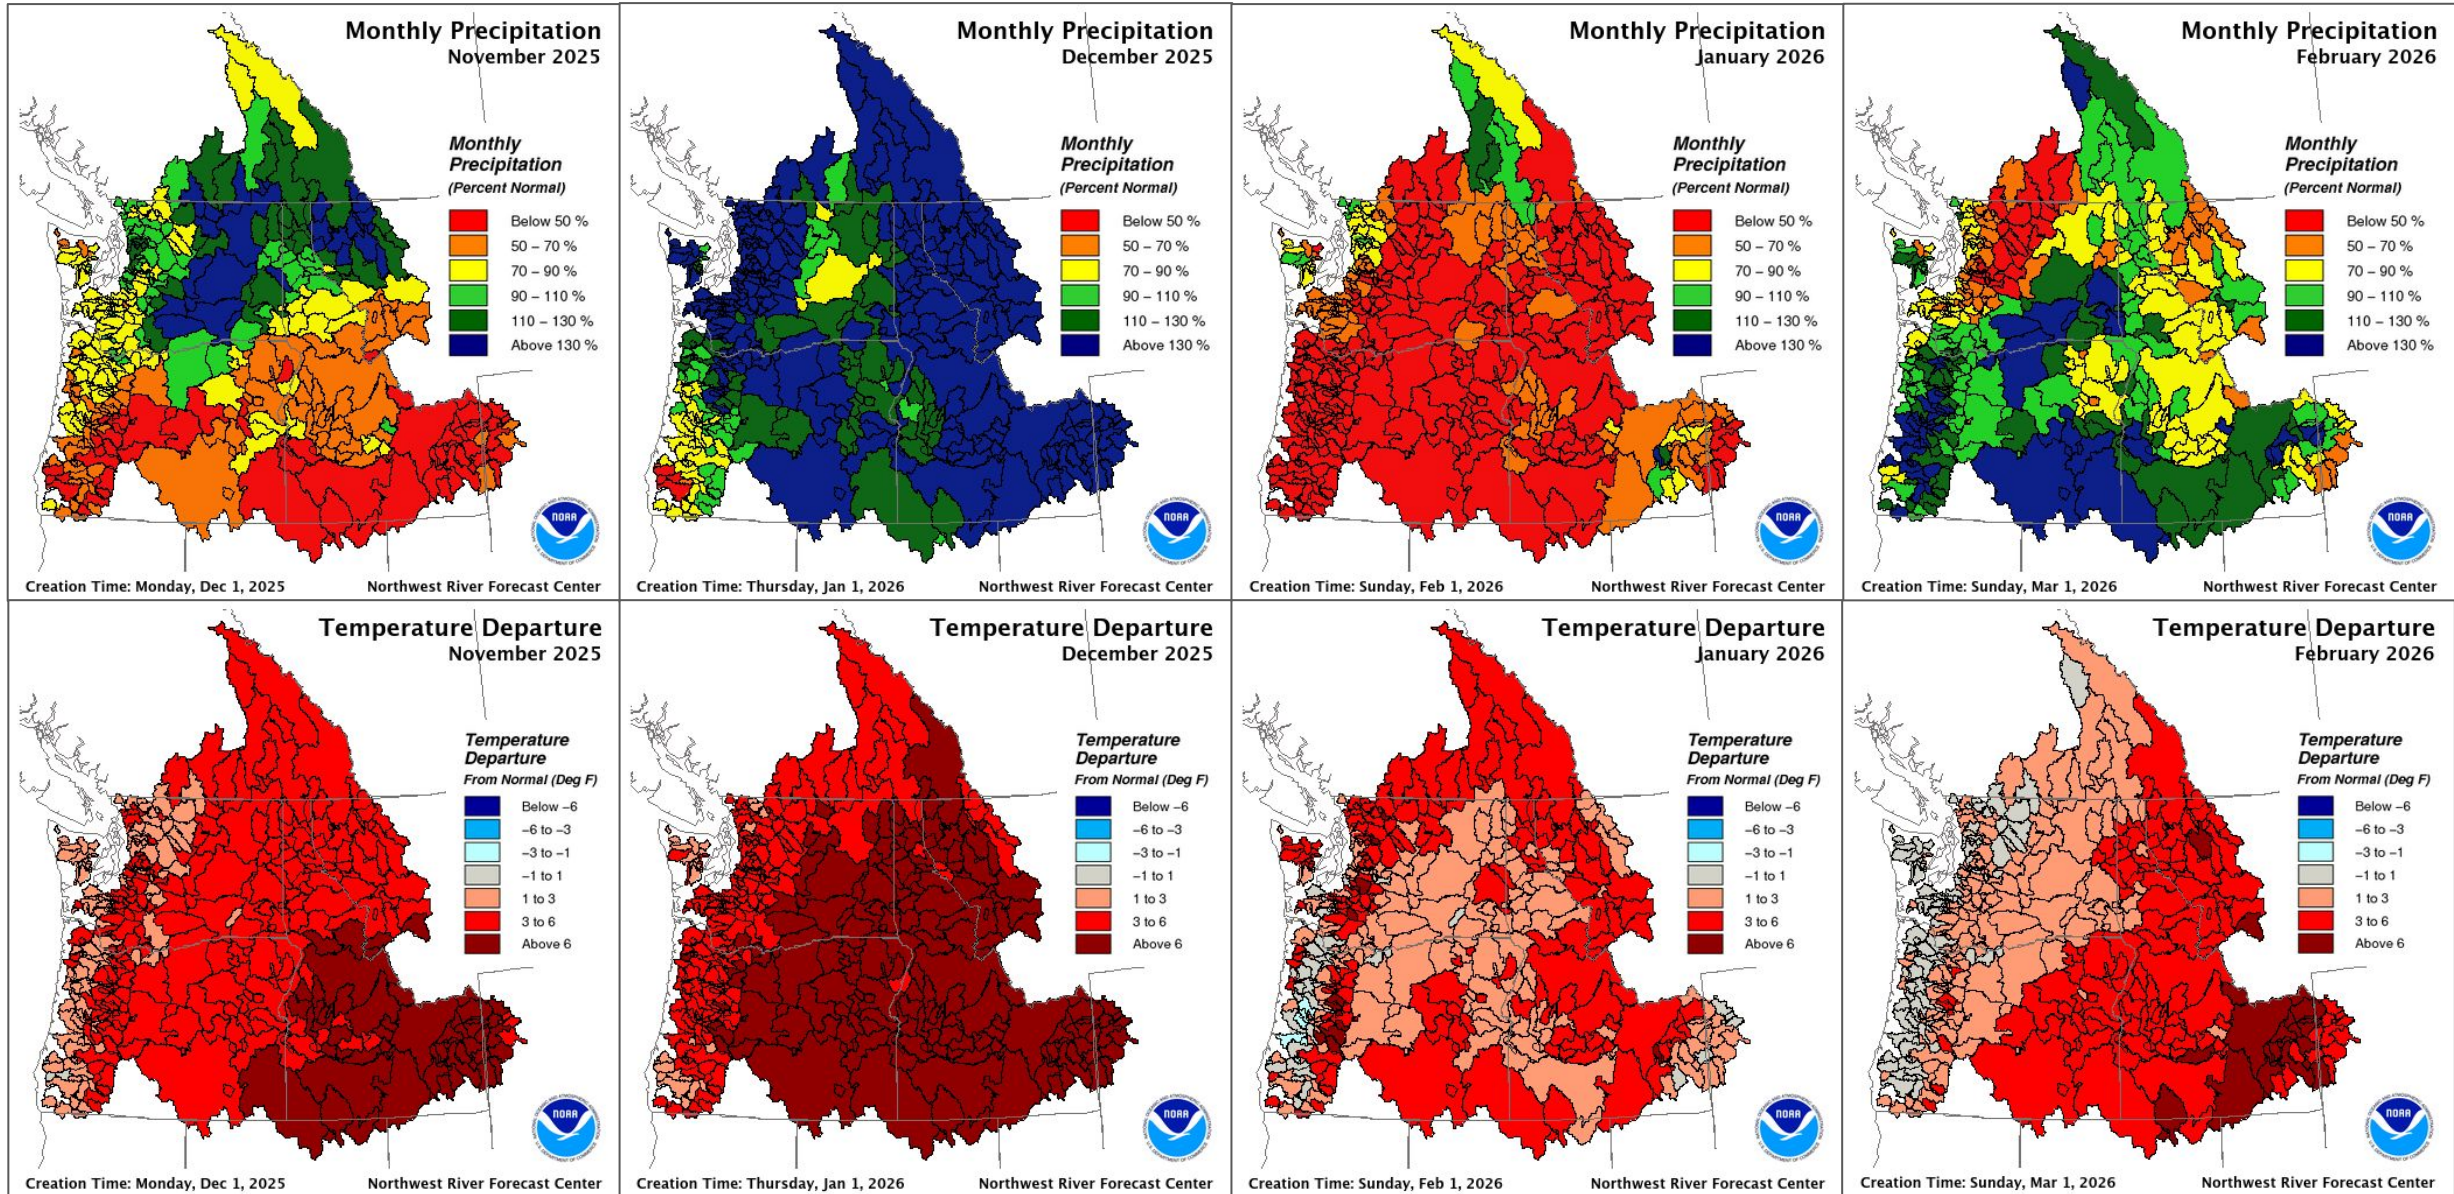 Monthly Precipitation
November 2025
Monthly
Precipitation
(Percent Normal)
Below 50 %
50 – 70 %
70 – 90 %
90 – 110 %
110 – 130 %
Above 130 %
NOAA
Creation Time: Monday, Dec 1, 2025
Northwest River Forecast Center
Monthly Precipitation
December 2025
Monthly
Precipitation
(Percent Normal)
Below 50 %
50 – 70 %
70 – 90 %
90 – 110 %
110 – 130 %
Above 130 %
NOAA
Creation Time: Thursday, Jan 1, 2026
Northwest River Forecast Center
Monthly Precipitation
January 2026
Monthly
Precipitation
(Percent Normal)
Below 50 %
50 – 70 %
70 – 90 %
90 – 110 %
110 – 130 %
Above 130 %
NOAA
Creation Time: Sunday, Feb 1, 2026
Northwest River Forecast Center
Monthly Precipitation
February 2026
Monthly
Precipitation
(Percent Normal)
Below 50 %
50 – 70 %
70 – 90 %
90 – 110 %
110 – 130 %
Above 130 %
NOAA
Creation Time: Sunday, Mar 1, 2026
Northwest River Forecast Center
Temperature Departure
November 2025
Temperature
Departure
From Normal (Deg F)
Below –6
–6 to –3
–3 to –1
–1 to 1
1 to 3
3 to 6
Above 6
NOAA
Creation Time: Monday, Dec 1, 2025
Northwest River Forecast Center
Temperature Departure
December 2025
Temperature
Departure
From Normal (Deg F)
Below –6
–6 to –3
–3 to –1
–1 to 1
1 to 3
3 to 6
Above 6
NOAA
Creation Time: Thursday, Jan 1, 2026
Northwest River Forecast Center
Temperature Departure
January 2026
Temperature
Departure
From Normal (Deg F)
Below –6
–6 to –3
–3 to –1
–1 to 1
1 to 3
3 to 6
Above 6
NOAA
Creation Time: Sunday, Feb 1, 2026
Northwest River Forecast Center
Temperature Departure
February 2026
Temperature
Departure
From Normal (Deg F)
Below –6
–6 to –3
–3 to –1
–1 to 1
1 to 3
3 to 6
Above 6
NOAA
Creation Time: Sunday, Mar 1, 2026
Northwest River Forecast Center